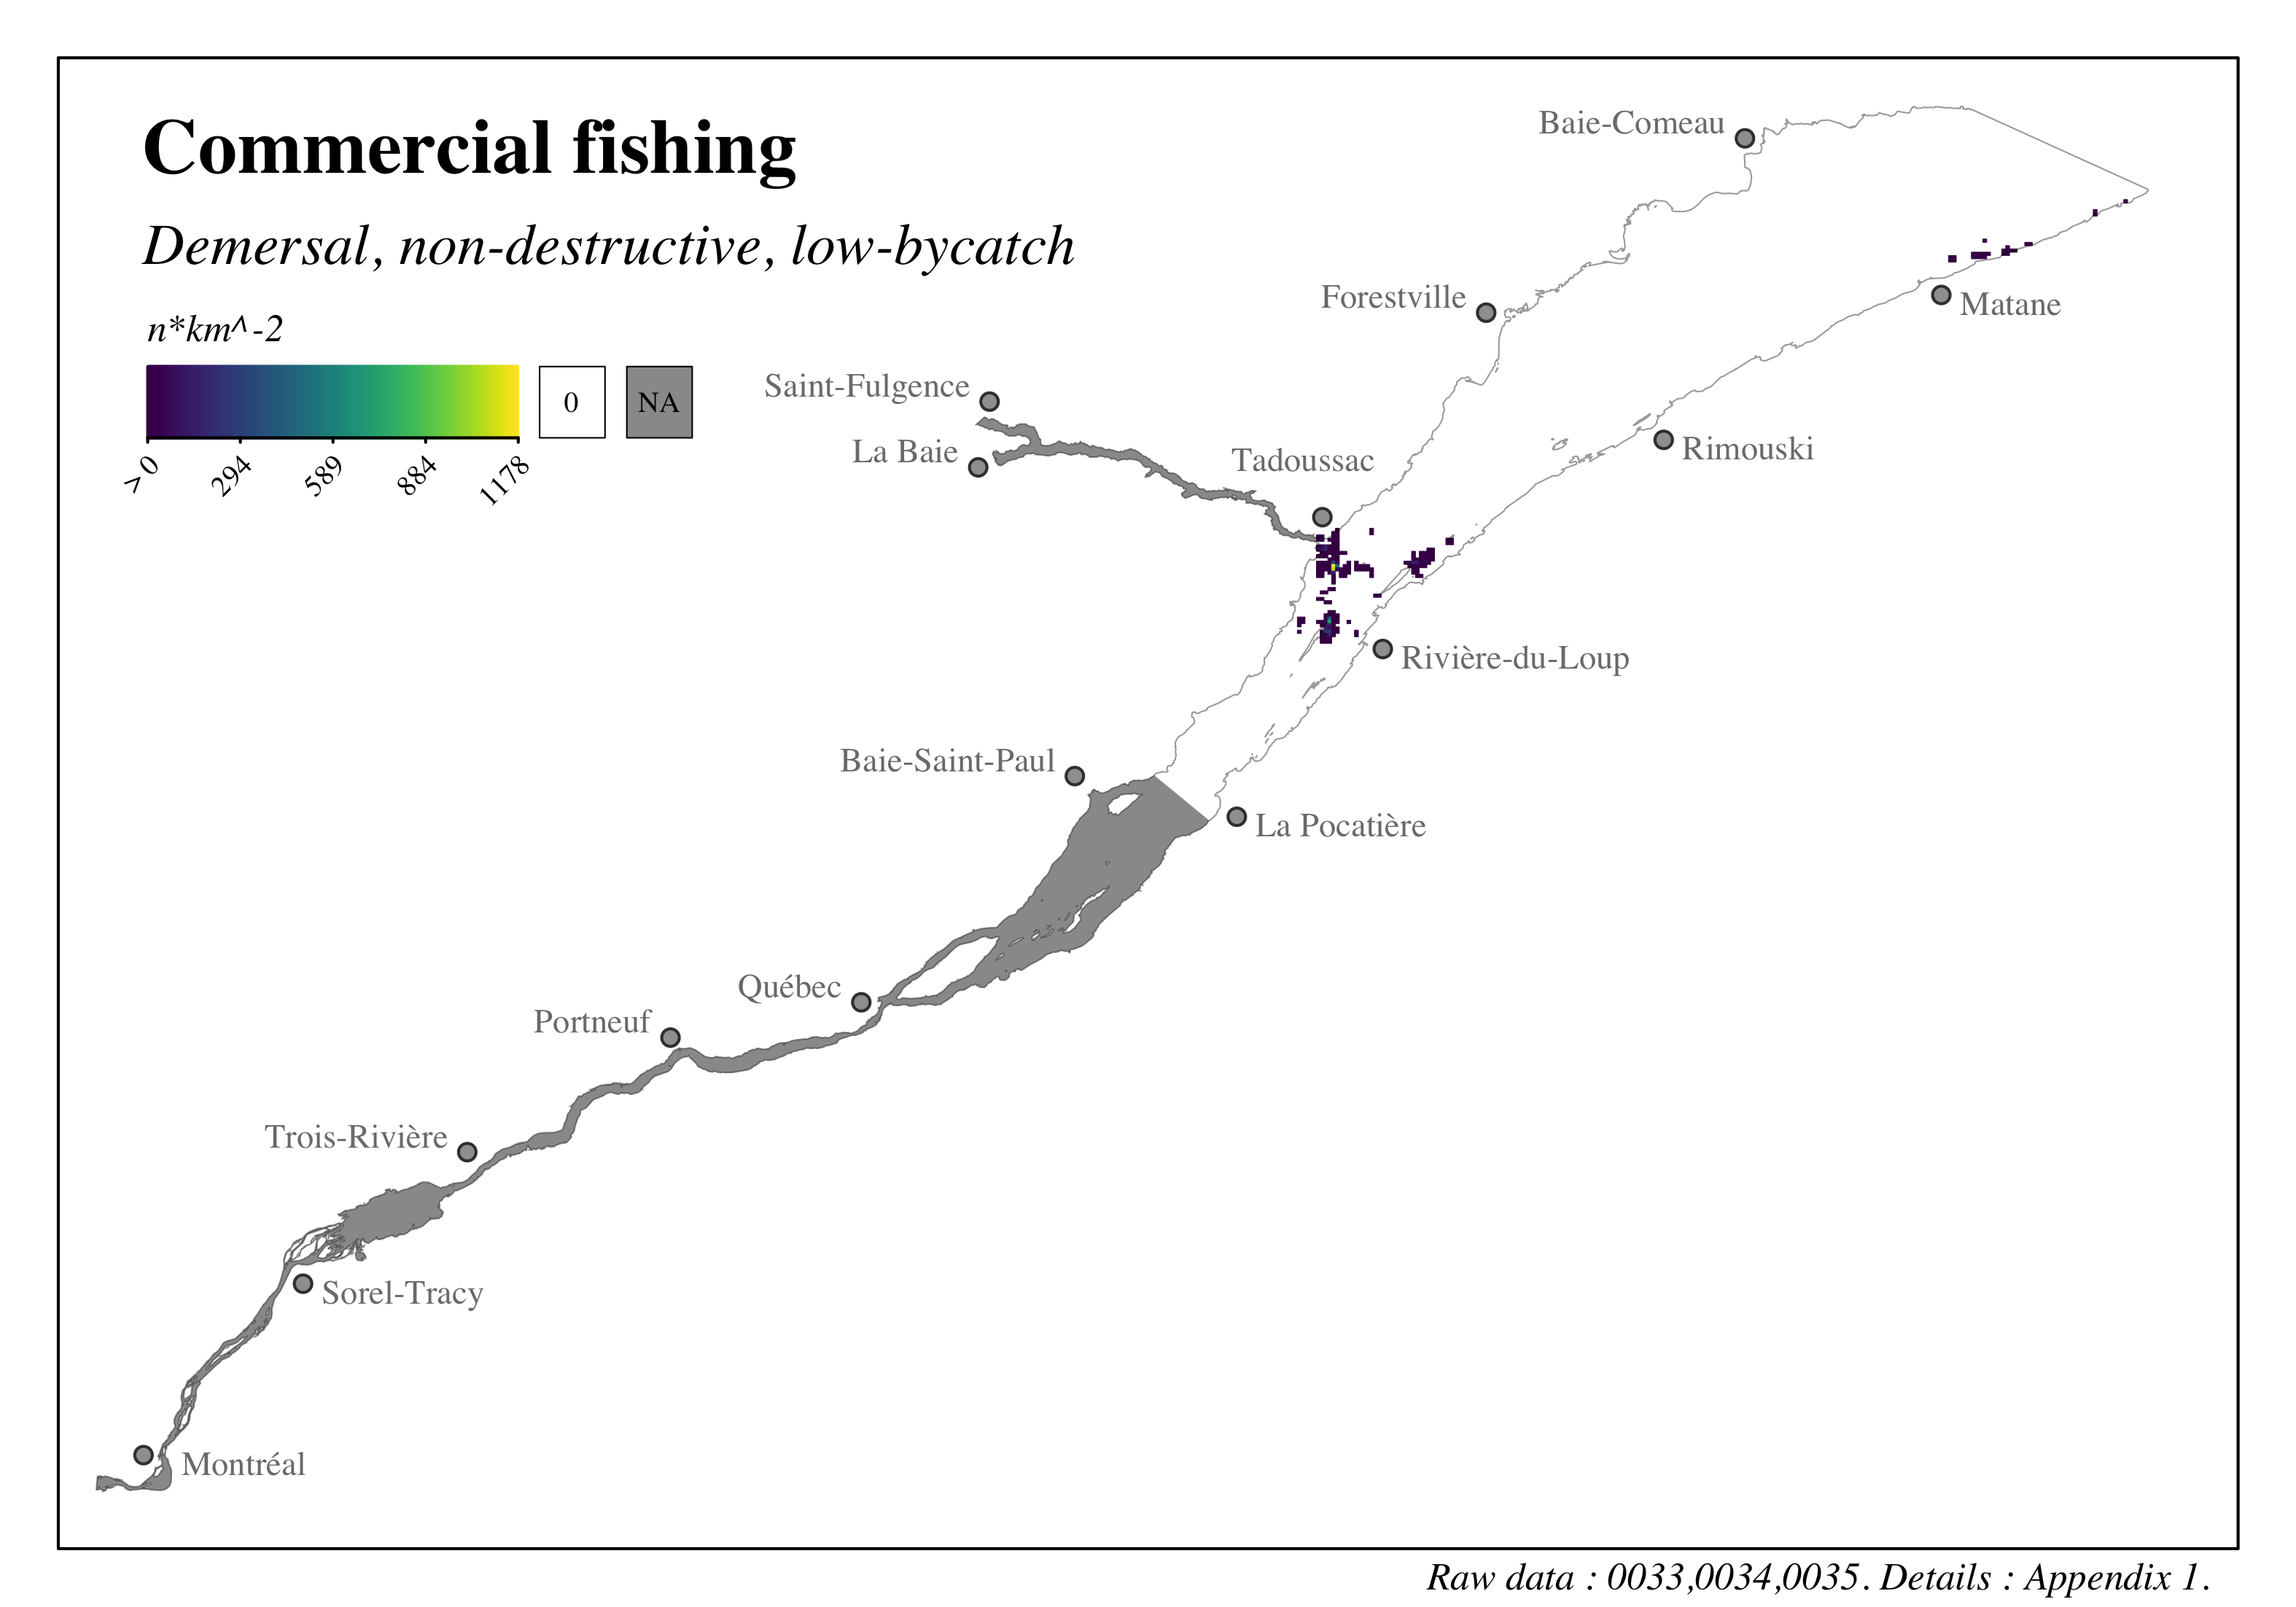 Commercial fishing
Demersal, non-destructive, low-bycatch
n*km^-2
0
NA
> 0
294
589
884
1178
Baie-Comeau
Forestville
Matane
Saint-Fulgence
La Baie
Tadoussac
Rimouski
Rivière-du-Loup
Baie-Saint-Paul
La Pocatière
Québec
Portneuf
Trois-Rivière
Sorel-Tracy
Montréal
Raw data : 0033,0034,0035. Details : Appendix 1.